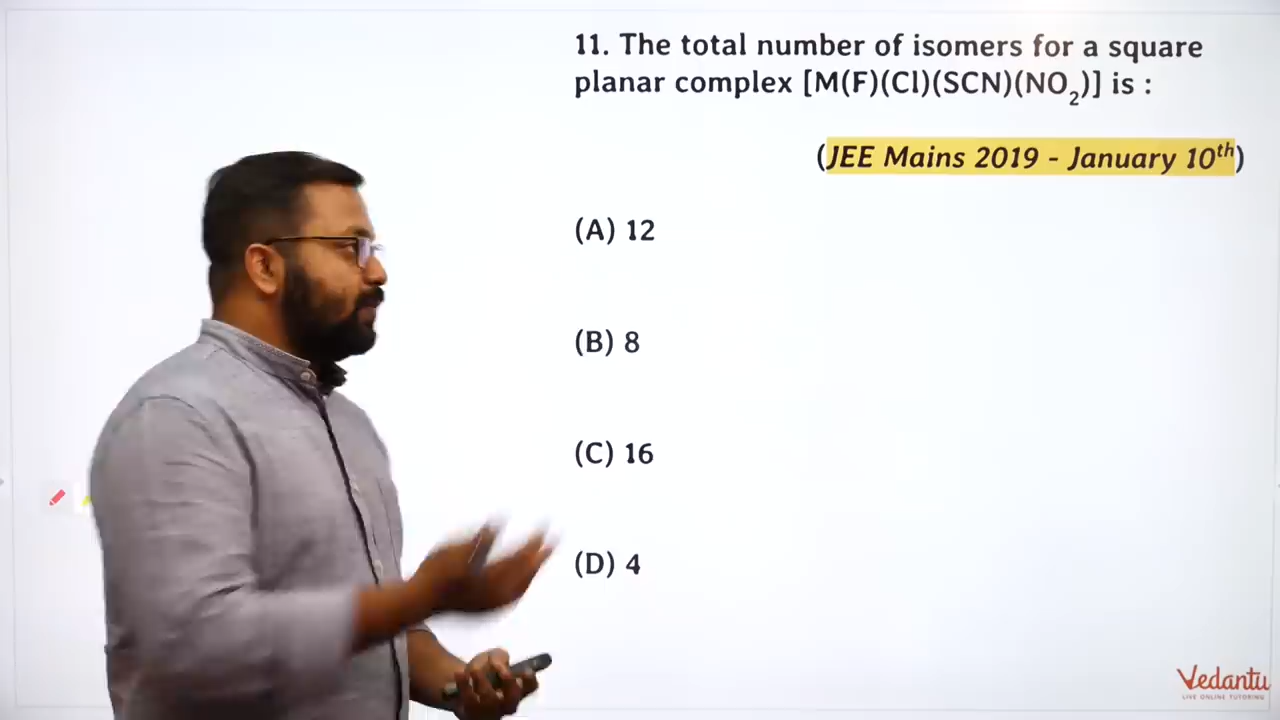 11. The total number of isomers for a square
planar complex [M(F)(Cl)(SCN)(NO₂)] is :
(JEE Mains 2019 - January 10ᵗʰ)
(A) 12
(B) 8
(C) 16
(D) 4
Vedantu
LIVE ONLINE TUTORING